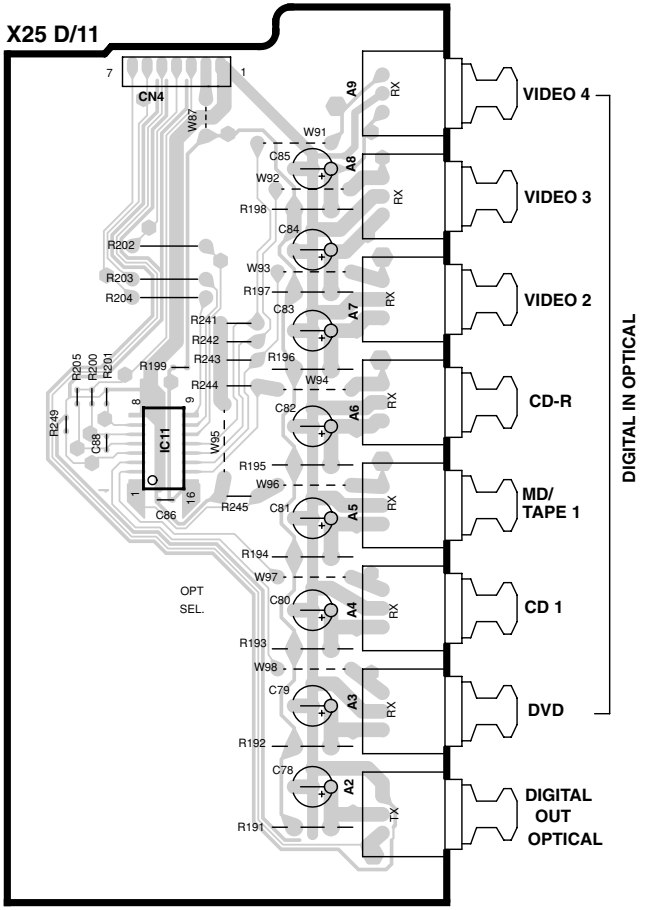 X25 D/11
7
1
CN4
W87
A9
RX
VIDEO 4
W91
C85
A8
W92
RX
VIDEO 3
R198
C84
R202
W93
R203
R197
R204
C83
A7
RX
VIDEO 2
R241
R242
R243
R196
R244
W94
R205
R200
R201
R199
8
9
C82
A6
RX
CD-R
DIGITAL IN OPTICAL
R249
C88
IC11
W95
R195
W96
1
16
C86
R245
C81
A5
RX
MD/
TAPE 1
R194
W97
OPT
SEL.
C80
A4
RX
CD 1
R193
W98
C79
A3
RX
DVD
R192
C78
A2
TX
DIGITAL
OUT
OPTICAL
R191